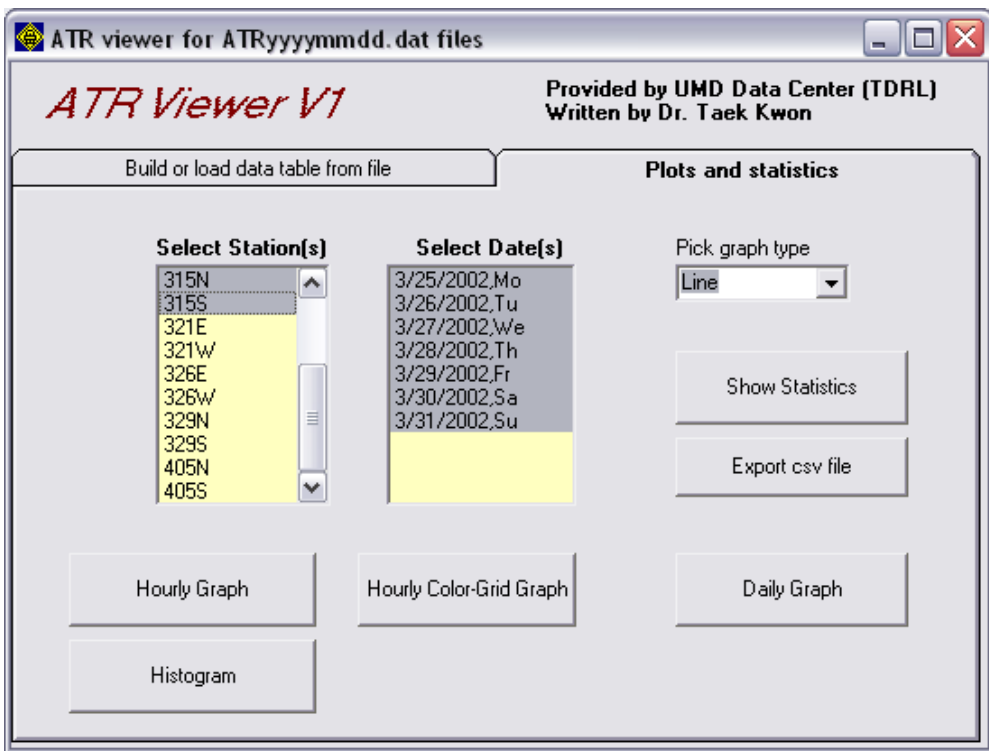 ATR viewer for ATRyyyymmdd.dat files
ATR Viewer V1
Provided by UMD Data Center (TDRL)
Written by Dr. Taek Kwon
Build or load data table from file
Plots and statistics
Select Station(s)
315N
315S
321E
321W
326E
326W
329N
329S
405N
405S
Select Date(s)
3/25/2002,Mo
3/26/2002,Tu
3/27/2002,We
3/28/2002,Th
3/29/2002,Fr
3/30/2002,Sa
3/31/2002,Su
Pick graph type
Line
Show Statistics
Export csv file
Hourly Graph
Hourly Color-Grid Graph
Daily Graph
Histogram